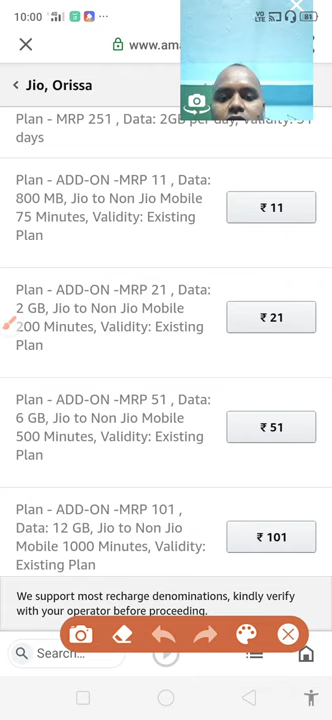 10:00
VO
LTE
81
www.ama
Jio, Orissa
Plan - MRP 251 , Data: 2GB per day, Validity: 51
days
Plan - ADD-ON -MRP 11 , Data:
800 MB, Jio to Non Jio Mobile
75 Minutes, Validity: Existing
Plan
₹ 11
Plan - ADD-ON -MRP 21 , Data:
2 GB, Jio to Non Jio Mobile
200 Minutes, Validity: Existing
Plan
₹ 21
Plan - ADD-ON -MRP 51 , Data:
6 GB, Jio to Non Jio Mobile
500 Minutes, Validity: Existing
Plan
₹ 51
Plan - ADD-ON -MRP 101 ,
Data: 12 GB, Jio to Non Jio
Mobile 1000 Minutes, Validity:
Existing Plan
₹ 101
We support most recharge denominations, kindly verify
with your operator before proceeding.
Search...